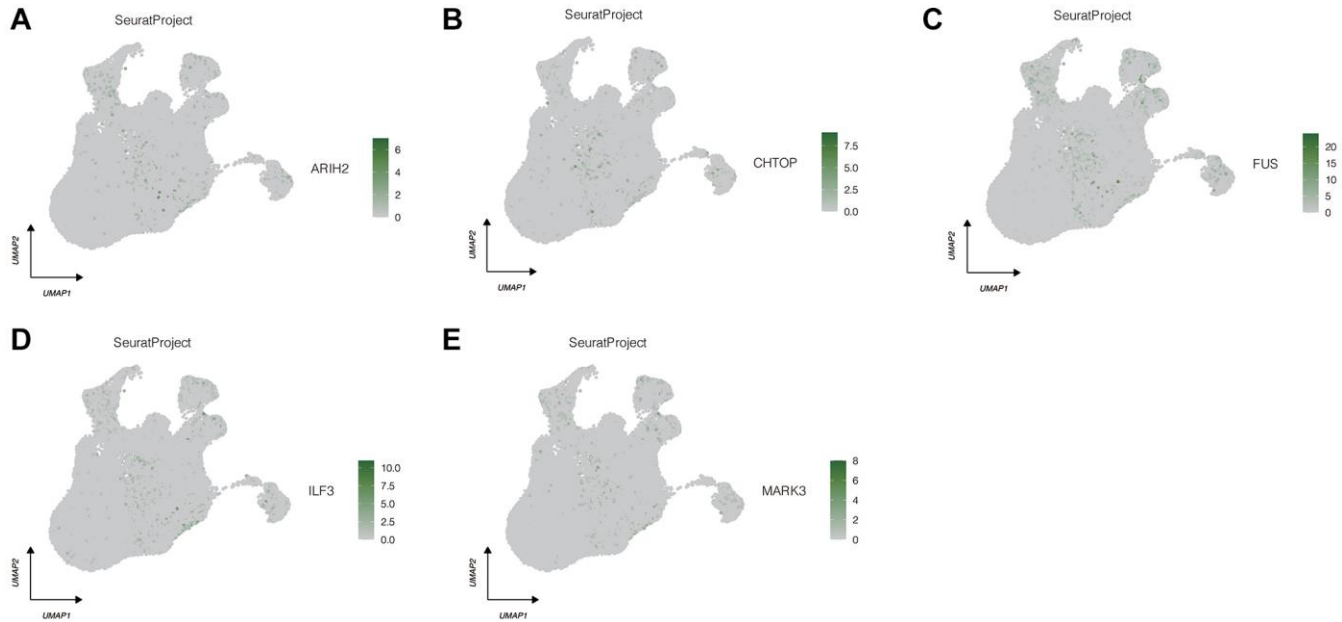 A
SeuratProject
ARIH2
6
4
2
0
UMAP2
UMAP1
B
SeuratProject
CHTOP
7.5
5.0
2.5
0.0
UMAP2
UMAP1
C
SeuratProject
FUS
20
15
10
5
0
UMAP2
UMAP1
D
SeuratProject
ILF3
10.0
7.5
5.0
2.5
0.0
UMAP2
UMAP1
E
SeuratProject
MARK3
8
6
4
2
0
UMAP2
UMAP1